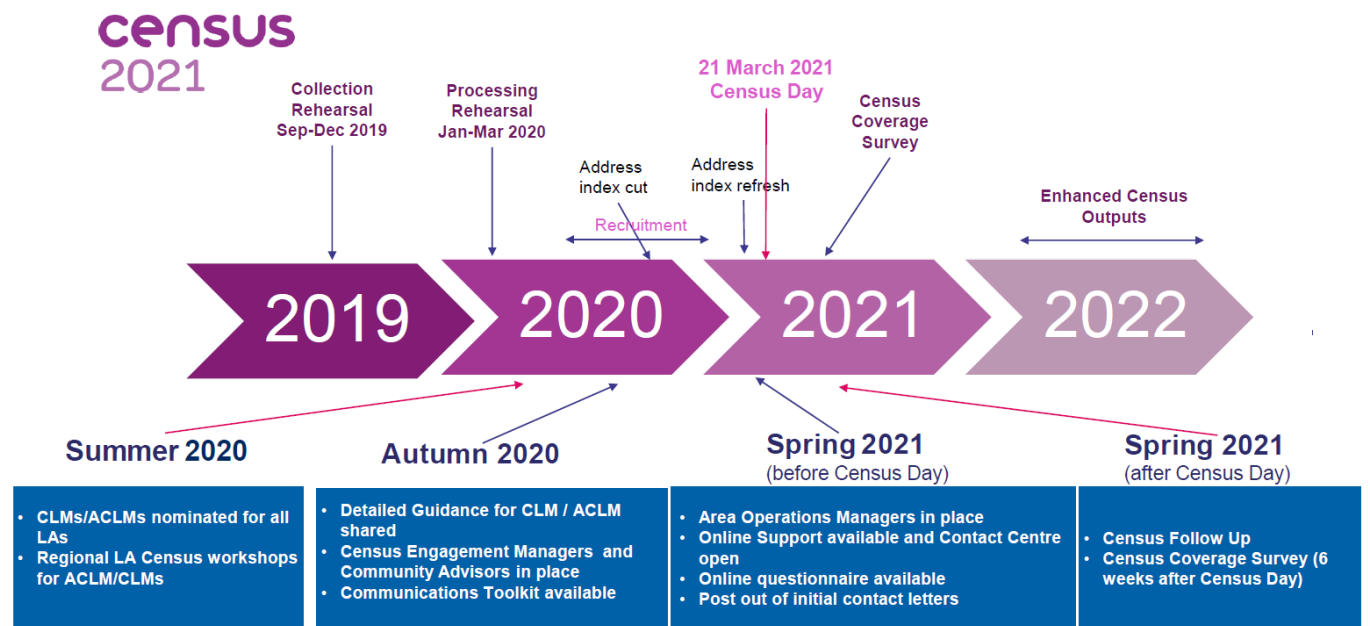 census
2021
Collection
Rehearsal
Sep-Dec 2019
Processing
Rehearsal
Jan-Mar 2020
Address
index cut
Recruitment
Address
index refresh
21 March 2021
Census Day
Census
Coverage
Survey
Enhanced Census
Outputs
2019
2020
2021
2022
Summer 2020
• CLMs/ACLMs nominated for all
LAs
• Regional LA Census workshops
for ACLM/CLMs
Autumn 2020
• Detailed Guidance for CLM / ACLM
shared
• Census Engagement Managers and
Community Advisors in place
• Communications Toolkit available
Spring 2021
(before Census Day)
• Area Operations Managers in place
• Online Support available and Contact Centre
open
• Online questionnaire available
• Post out of initial contact letters
Spring 2021
(after Census Day)
• Census Follow Up
• Census Coverage Survey (6
weeks after Census Day)